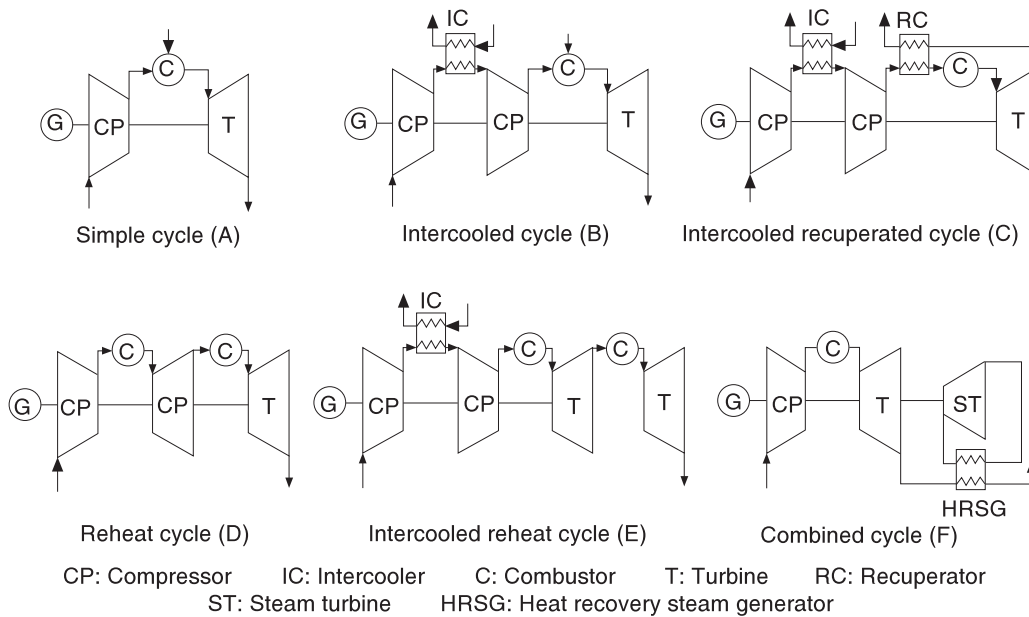 IC
IC
RC
C
C
C
G
CP
T
G
CP
CP
T
G
CP
CP
T
Simple cycle (A)
Intercooled cycle (B)
Intercooled recuperated cycle (C)
IC
C
C
C
C
C
G
CP
CP
T
G
CP
CP
T
T
G
CP
T
ST
HRSG
Reheat cycle (D)
Intercooled reheat cycle (E)
Combined cycle (F)
CP: Compressor IC: Intercooler C: Combustor T: Turbine RC: Recuperator
ST: Steam turbine HRSG: Heat recovery steam generator